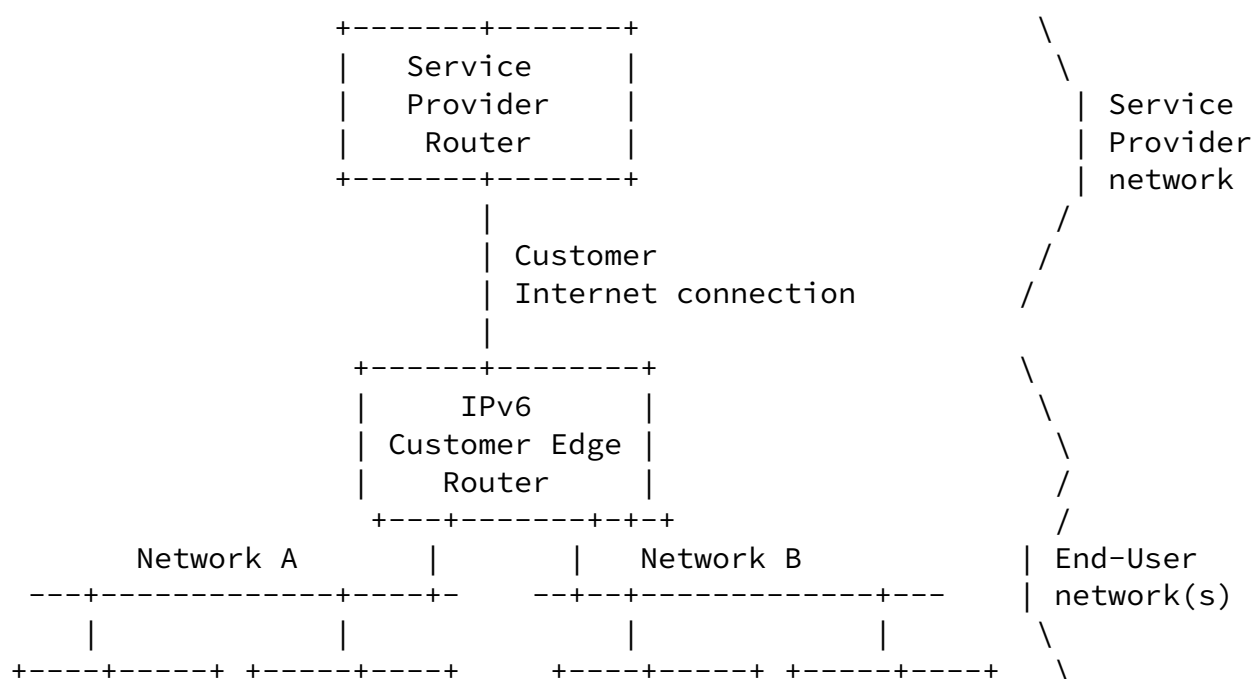 +-------+-------+                      \
|   Service     |                       \
|   Provider    |                        | Service
|    Router     |                        | Provider
+-------+-------+                        | network
|                               /
| Customer                     /
| Internet connection         /
|
+------+--------+                    \
|     IPv6      |                     \
| Customer Edge |                      \
|    Router     |                      /
+---+-------+-+-+                      /
Network A       |       |   Network B            | End-User
---+-------------+----+-    --+--+-------------+---    | network(s)
|             |               |             |        \
+----+-----+ +-----+----+     +----+-----+ +-----+----+   \